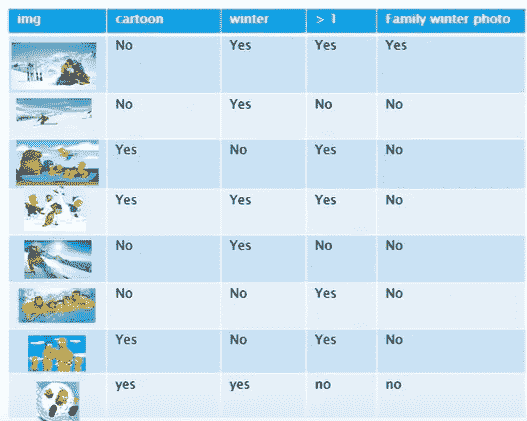 img cartoon winter > 1 family winter photo
No Yes Yes Yes
No Yes No No
Yes No Yes No
Yes Yes Yes No
No Yes No No
No No Yes No
Yes No Yes No
yes yes no no